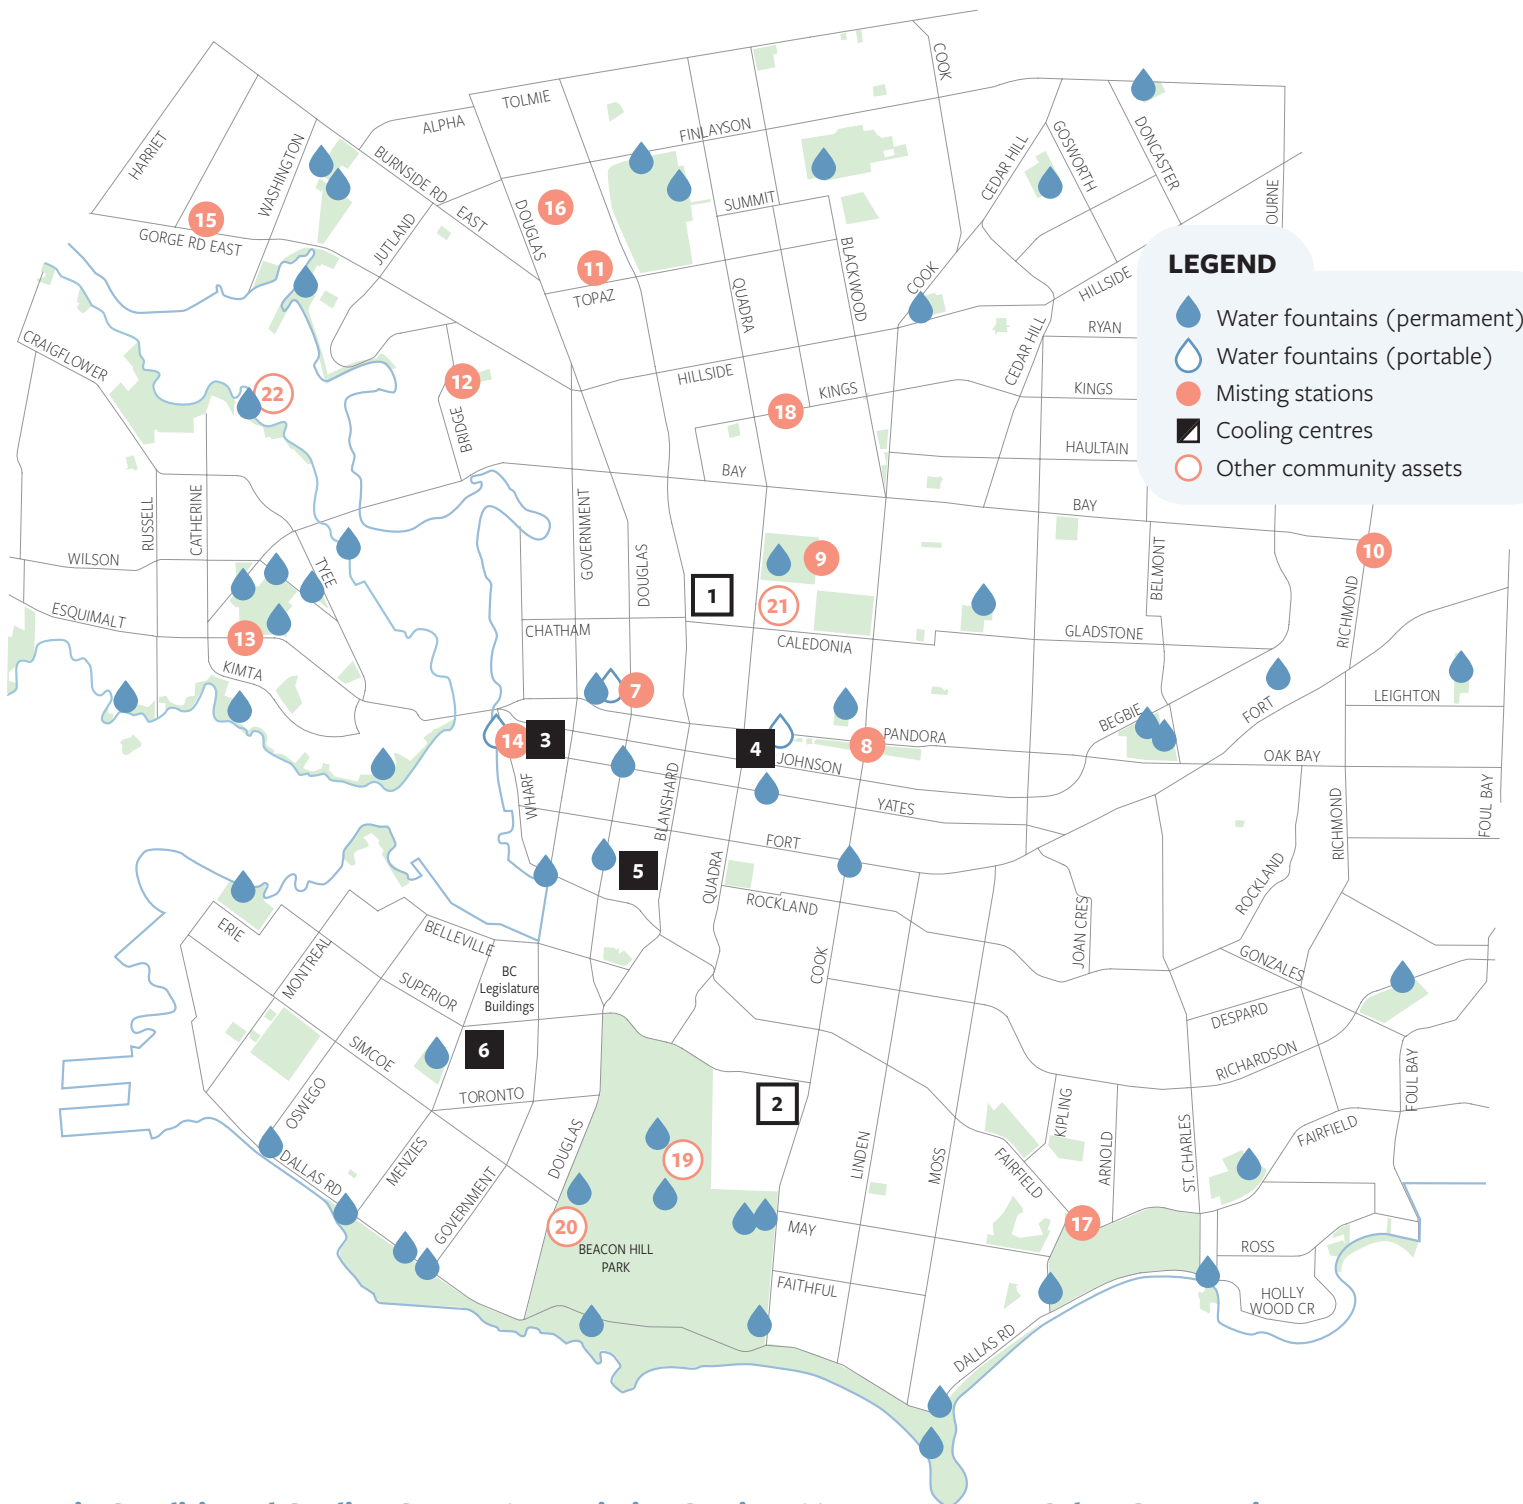 COOK
TOLMIE
ALPHA
FINLAYSON
HARRIET
WASHINGTON
BURNSIDE RD EAST
CEDAR HILL
GOSWORTH
DONCASTER
SUMMIT
DOUGLAS
JUTLAND
16
15
GORGE RD EAST
11
TOPAZ
QUADRA
BLACKWOOD
COOK
HILLSIDE
OURNE
LEGEND
Water fountains (permament)
Water fountains (portable)
Misting stations
Cooling centres
Other community assets
RYAN
CEDAR HILL
CRAIGFLOWER
22
12
HILLSIDE
KINGS
KINGS
18
BRIDGE
BAY
HAULTAIN
BAY
RUSSELL
CATHERINE
GOVERNMENT
DOUGLAS
WILSON
TYEE
9
10
BELMONT
RICHMOND
1
21
ESQUIMALT
13
CHATHAM
CALEDONIA
GLADSTONE
KIMTA
7
LEIGHTON
BEGBIE
FORT
14
3
4
8
PANDORA
JOHNSON
OAK BAY
WHARF
BLANSHARD
YATES
FORT
RICHMOND
FOUL BAY
5
QUADRA
ROCKLAND
ROCKLAND
JOAN CRES
ERIE
MONTREAL
BELLEVILLE
BC
Legislature
Buildings
SUPERIOR
COOK
GONZALES
DESPARD
SIMCOE
6
RICHARDSON
FOUL BAY
TORONTO
OSWEGO
2
KIPLING
ARNOLD
ST. CHARLES
FAIRFIELD
DOUGLAS
LINDEN
MOSS
FAIRFIELD
MENZIES
DALLAS RD
GOVERNMENT
19
20
BEACON HILL
PARK
MAY
17
ROSS
FAITHFUL
HOLLY
WOOD CR
DALLAS RD